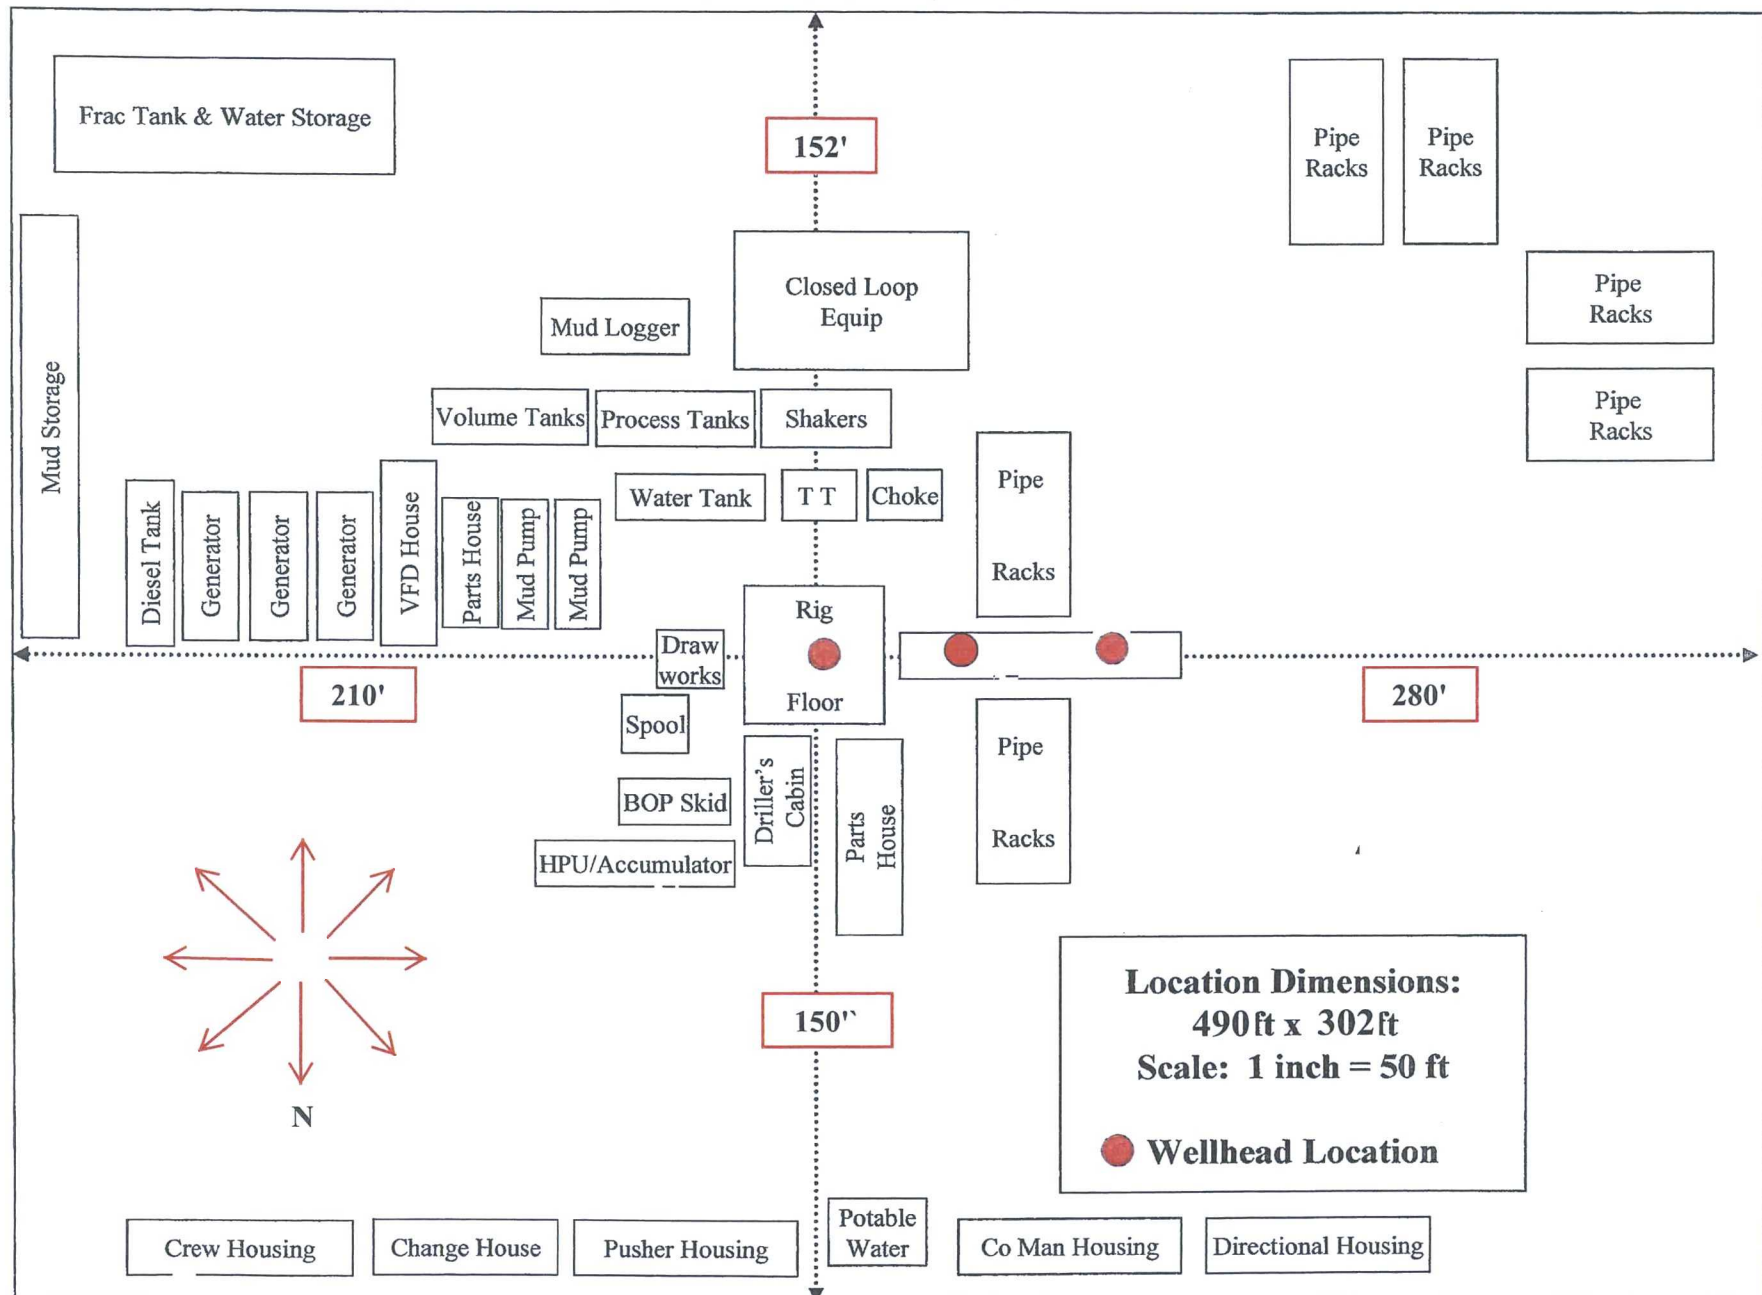 Frac Tank & Water Storage
152'
Pipe
Racks
Pipe
Racks
Closed Loop
Equip
Pipe
Racks
Mud Logger
Mud Storage
Volume Tanks
Process Tanks
Shakers
Pipe
Racks
Water Tank
T T
Choke
Pipe
Racks
Diesel Tank
Generator
Generator
Generator
VFD House
Parts House
Mud Pump
Mud Pump
Rig
Floor
Draw
works
210'
280'
Spool
Pipe
Racks
BOP Skid
Driller's
Cabin
Parts
House
HPU/Accumulator
N
150'`
Location Dimensions:
490ft x 302ft
Scale: 1 inch = 50 ft
Wellhead Location
Crew Housing
Change House
Pusher Housing
Potable
Water
Co Man Housing
Directional Housing